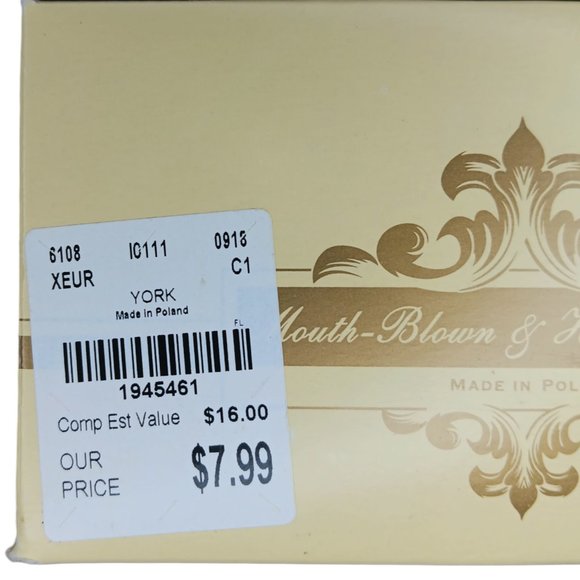 6108 IC111 0918
XEUR C1
YORK
Made in Poland
FL
1945461
Comp Est Value $16.00
OUR
PRICE $7.99
Mouth-Blown &
MADE IN POL